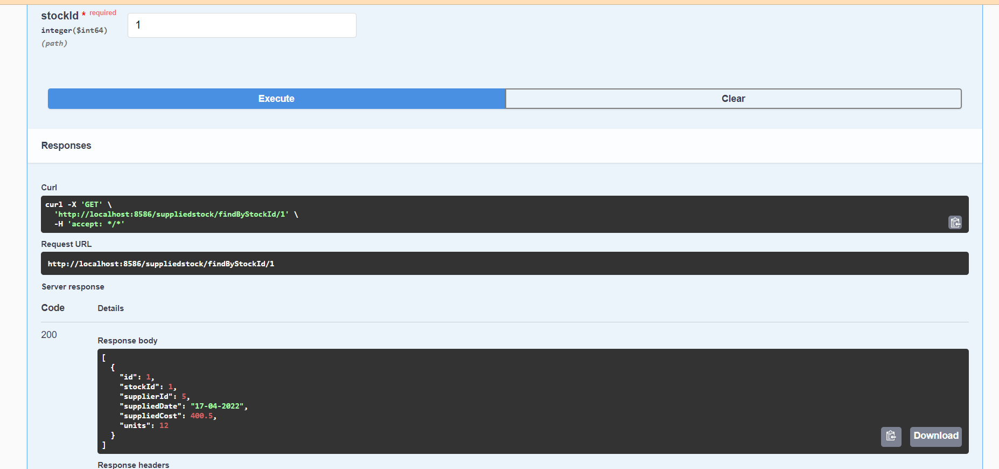 stockId * required
1
integer($int64)
(path)
Execute
Clear
Responses
Curl
curl -X 'GET' \
  'http://localhost:8586/suppliedstock/findByStockId/1' \
  -H 'accept: */*'
Request URL
http://localhost:8586/suppliedstock/findByStockId/1
Server response
Code Details
200
Response body
[
  {
    "id": 1,
    "stockId": 1,
    "supplierId": 5,
    "suppliedDate": "17-04-2022",
    "suppliedCost": 400.5,
    "units": 12
  }
]
Download
Response headers